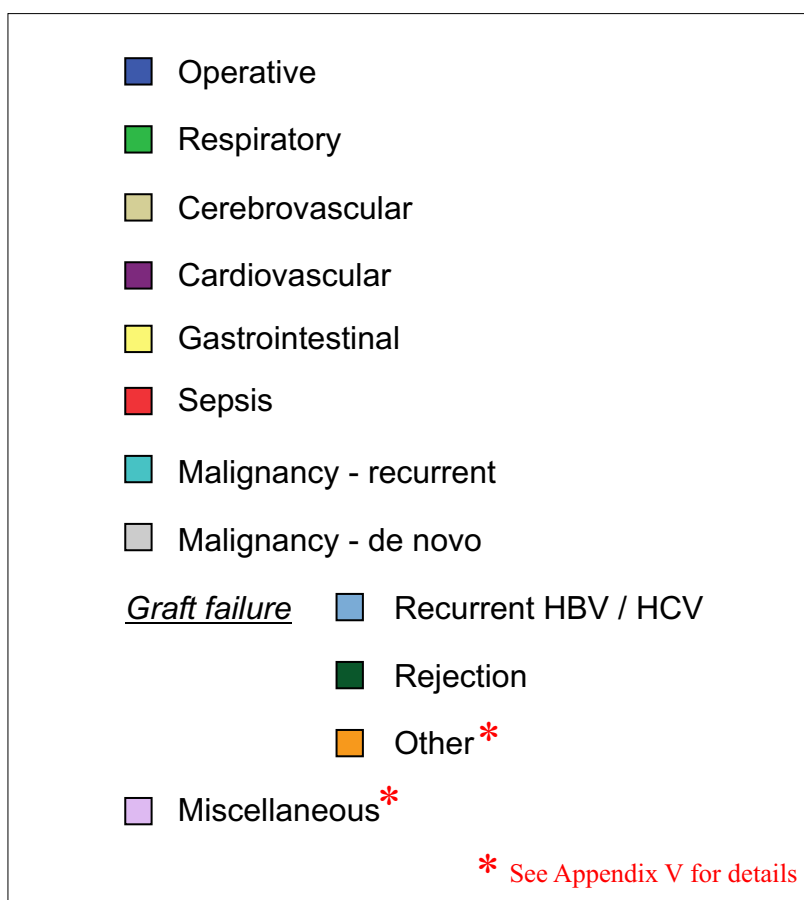 Operative
Respiratory
Cerebrovascular
Cardiovascular
Gastrointestinal
Sepsis
Malignancy - recurrent
Malignancy - de novo
Graft failure Recurrent HBV / HCV
Rejection
Other*
Miscellaneous*
* See Appendix V for details